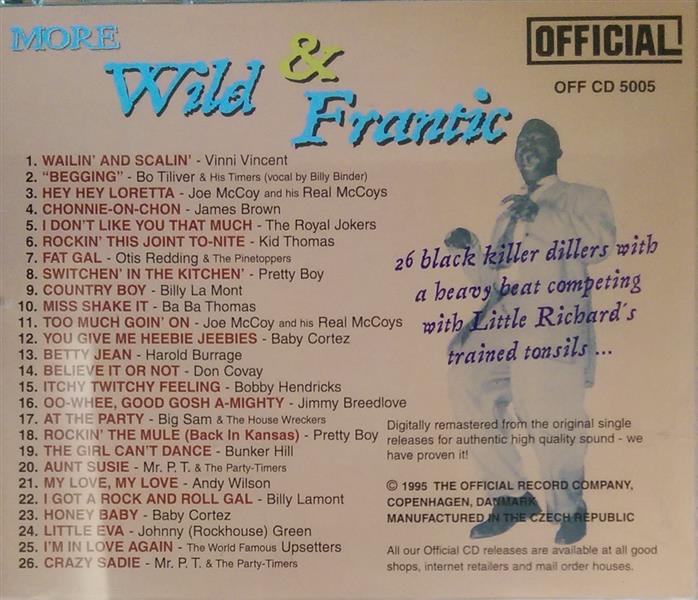 MORE
Wild & Frantic
OFFICIAL
OFF CD 5005
1. WAILIN' AND SCALIN' - Vinni Vincent
2. "BEGGING" - Bo Tiliver & His Timers (vocal by Billy Binder)
3. HEY HEY LORETTA - Joe McCoy and his Real McCoys
4. CHONNIE-ON-CHON - James Brown
5. I DON'T LIKE YOU THAT MUCH - The Royal Jokers
6. ROCKIN' THIS JOINT TO-NITE - Kid Thomas
7. FAT GAL - Otis Redding & The Pinetoppers
8. SWITCHEN' IN THE KITCHEN' - Pretty Boy
9. COUNTRY BOY - Billy La Mont
10. MISS SHAKE IT - Ba Ba Thomas
11. TOO MUCH GOIN' ON - Joe McCoy and his Real McCoys
12. YOU GIVE ME HEEBIE JEEBIES - Baby Cortez
13. BETTY JEAN - Harold Burrage
14. BELIEVE IT OR NOT - Don Covay
15. ITCHY TWITCHY FEELING - Bobby Hendricks
16. OO-WHEE, GOOD GOSH A-MIGHTY - Jimmy Breedlove
17. AT THE PARTY - Big Sam & The House Wreckers
18. ROCKIN' THE MULE (Back In Kansas) - Pretty Boy
19. THE GIRL CAN'T DANCE - Bunker Hill
20. AUNT SUSIE - Mr. P. T. & The Party-Timers
21. MY LOVE, MY LOVE - Andy Wilson
22. I GOT A ROCK AND ROLL GAL - Billy Lamont
23. HONEY BABY - Baby Cortez
24. LITTLE EVA - Johnny (Rockhouse) Green
25. I'M IN LOVE AGAIN - The World Famous Upsetters
26. CRAZY SADIE - Mr. P. T. & The Party-Timers
26 black killer dillers with
a heavy beat competing
with Little Richard's
trained tonsils ...
Digitally remastered from the original single
releases for authentic high quality sound - we
have proven it!
© 1995 THE OFFICIAL RECORD COMPANY,
COPENHAGEN, DANMARK
MANUFACTURED IN THE CZECH REPUBLIC
All our Official CD releases are available at all good
shops, internet retailers and mail order houses.